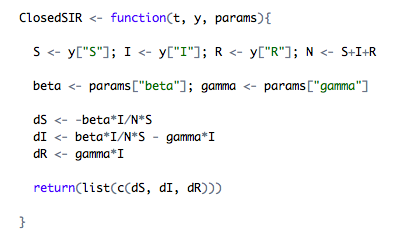 ClosedSIR <- function(t, y, params){
S <- y["S"]; I <- y["I"]; R <- y["R"]; N <- S+I+R
beta <- params["beta"]; gamma <- params["gamma"]
dS <- -beta*I/N*S
dI <- beta*I/N*S - gamma*I
dR <- gamma*I
return(list(c(dS, dI, dR)))
}